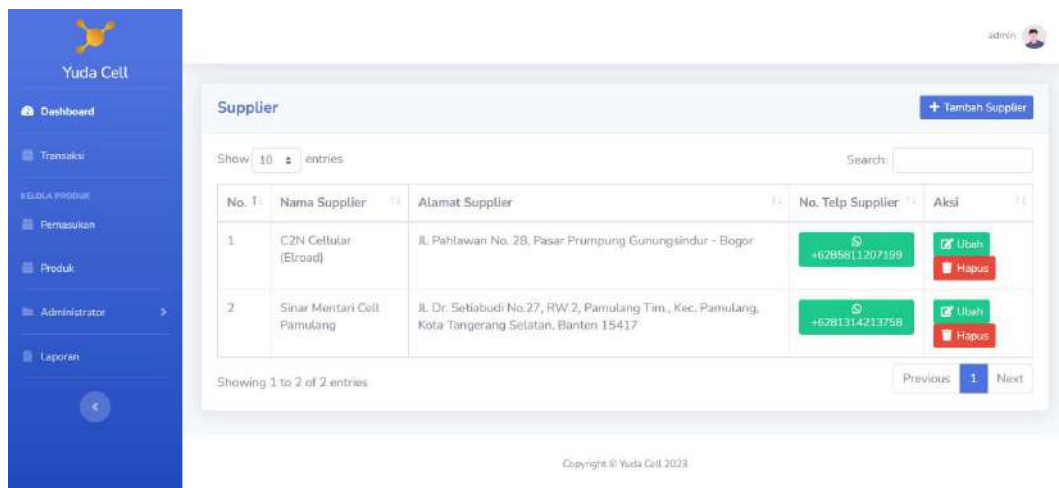 Yuda Cell
Dashboard
Transaksi
KELOLA PRODUK
Pemasukan
Produk
Administrator
Laporan
admin
Supplier
+ Tambah Supplier
Show 10 entries
Search:
No. Nama Supplier Alamat Supplier No. Telp Supplier Aksi
1 C2N Cellular Jl. Pahlawan No. 28, Pasar Prumpung Gunungsindur - Bogor +6285811207199 Ubah
(Elroad) Hapus
2 Sinar Mentari Cell Jl. Dr. Setiabudi No.27, RW.2, Pamulang Tim., Kec. Pamulang, +6281314213758 Ubah
Pamulang Kota Tangerang Selatan, Banten 15417 Hapus
Showing 1 to 2 of 2 entries
Previous 1 Next
Copyright © Yuda Cell 2023